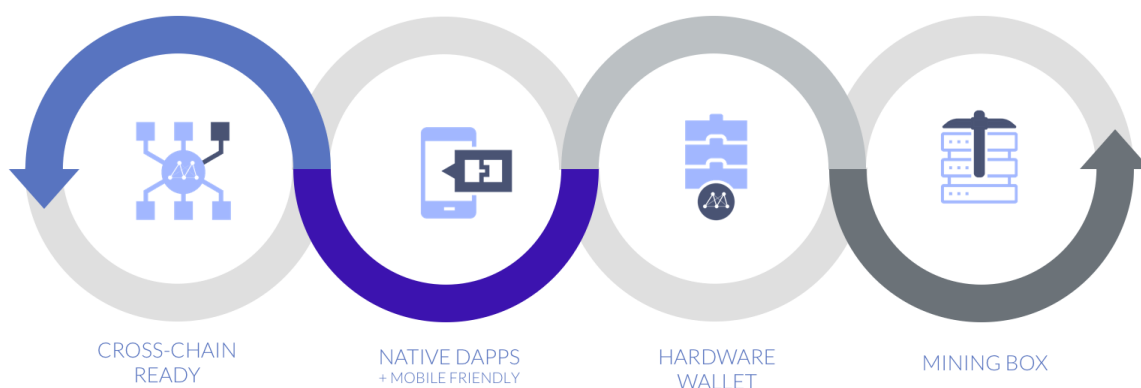 CROSS-CHAIN
READY
NATIVE DAPPS
+ MOBILE FRIENDLY
HARDWARE
WALLET
MINING BOX